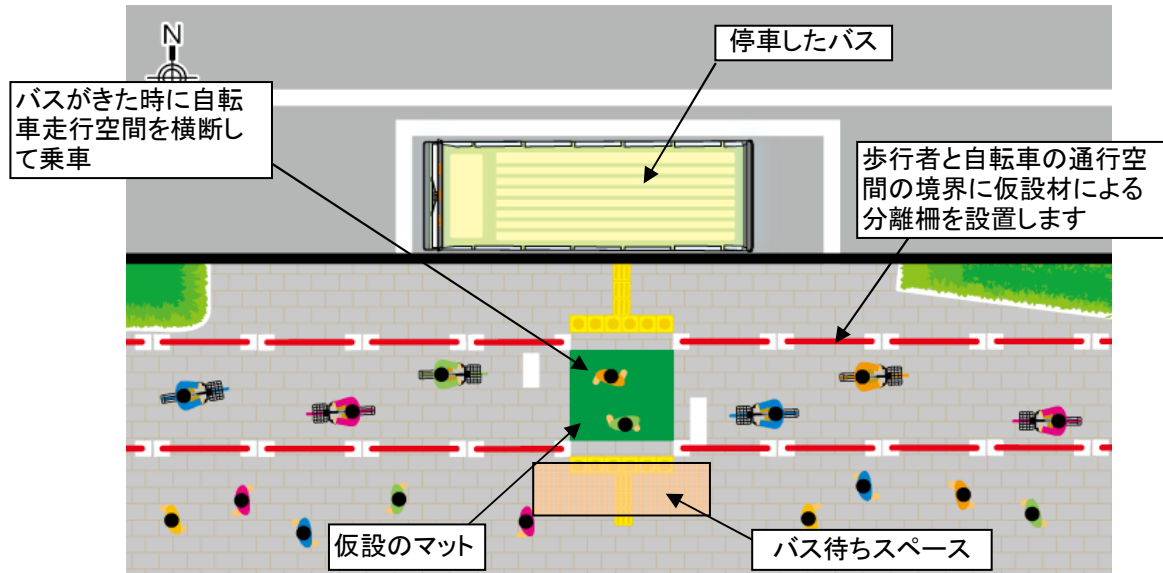 N
停車したバス
バスがきた時に自転
車走行空間を横断し
て乗車
歩行者と自転車の通行空
間の境界に仮設材による
分離柵を設置します
仮設のマット
バス待ちスペース